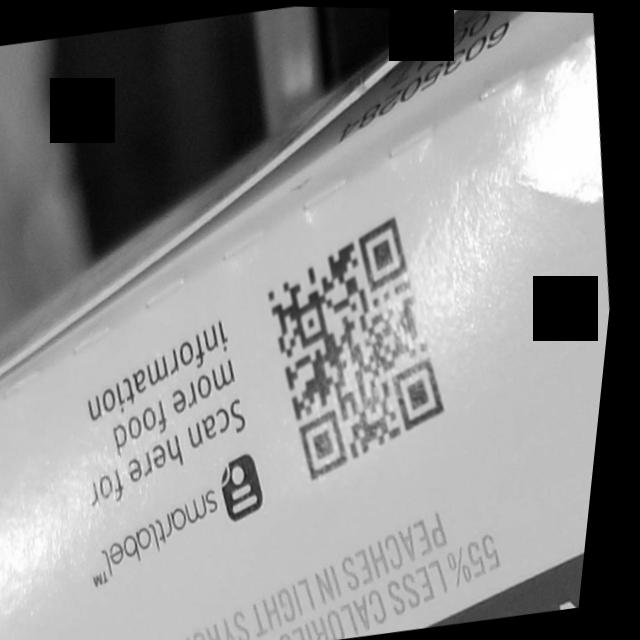 Scan here for
more food
information
smartlabel™
55% LESS CALORIES
PEACHES IN LIGHT SYRUP